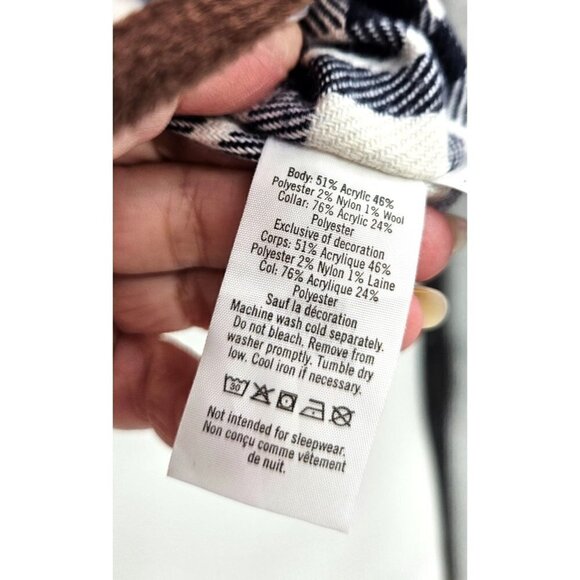 Body: 51% Acrylic 46%
Polyester 2% Nylon 1% Wool
Collar: 76% Acrylic 24%
Polyester
Exclusive of decoration
Corps: 51% Acrylique 46%
Polyester 2% Nylon 1% Laine
Col: 76% Acrylique 24%
Polyester
Sauf la décoration
Machine wash cold separately.
Do not bleach. Remove from
washer promptly. Tumble dry
low. Cool iron if necessary.
30
Not intended for sleepwear.
Non conçu comme vêtement
de nuit.